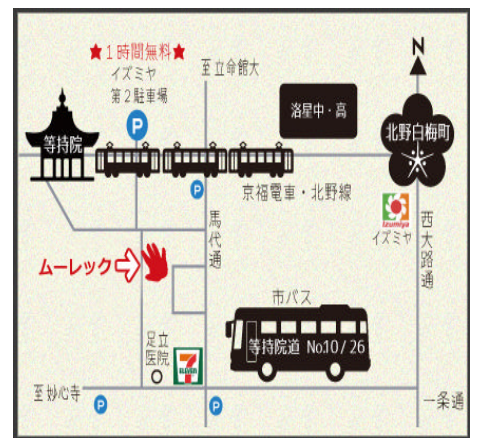 ★1時間無料★
イズミヤ
第2駐車場
P
至立命館大
N
洛星中・高
北野白梅町
等持院
P
京福電車・北野線
izumiya
イズミヤ
馬代通
西大路通
ムーレック
市バス
等持院道 No.10/26
足立
医院
7
ELEVEN
至妙心寺
P
P
一条通